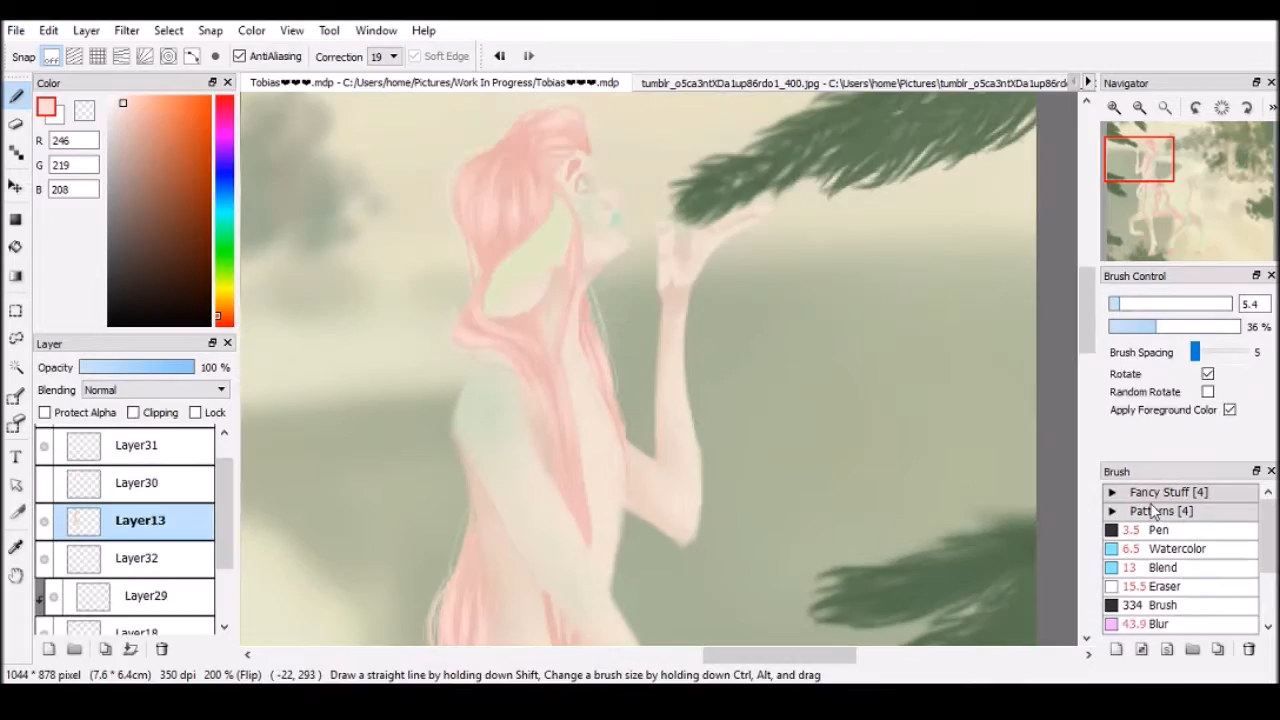 File Edit Layer Filter Select Snap Color View Tool Window Help
Snap off AntiAliasing Correction 19 Soft Edge
Color
Tobias❤❤❤.mdp - C:/Users/home/Pictures/Work In Progress/Tobias❤❤❤.mdp
tumblr_o5ca3ntXDa1up86rdo1_400.jpg - C:\Users\home\Pictures\tumblr_o5ca3ntXDa1up86rdo
Navigator
R 246
G 219
B 208
Layer
Opacity 100 %
Blending Normal
Protect Alpha Clipping Lock
Layer31
Layer30
Layer13
Layer32
Layer29
Layer18
Brush Control
5.4
36 %
Brush Spacing 5
Rotate
Random Rotate
Apply Foreground Color
Brush
Fancy Stuff [4]
Patterns [4]
3.5 Pen
6.5 Watercolor
13 Blend
15.5 Eraser
334 Brush
43.9 Blur
1044 * 878 pixel (7.6 * 6.4cm) 350 dpi 200 % (Flip) ( -22, 293 ) Draw a straight line by holding down Shift, Change a brush size by holding down Ctrl, Alt, and drag